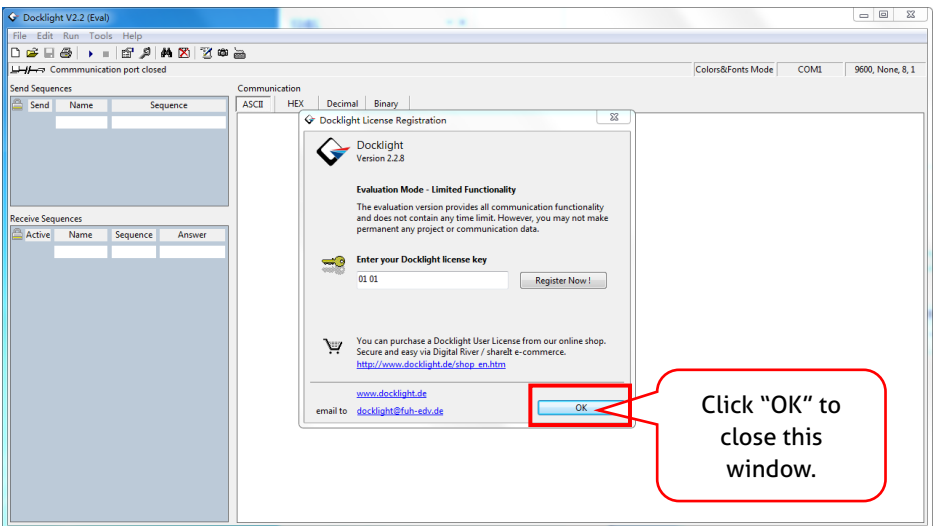 Docklight V2.2 (Eval)
File Edit Run Tools Help
Commmunication port closed
Colors&Fonts Mode COM1 9600, None, 8, 1
Send Sequences
Send Name Sequence
Receive Sequences
Active Name Sequence Answer
Communication
ASCII HEX Decimal Binary
Docklight License Registration
Docklight
Version 2.2.8
Evaluation Mode - Limited Functionality
The evaluation version provides all communication functionality
and does not contain any time limit. However, you may not make
permanent any project or communication data.
Enter your Docklight license key
01 01
Register Now !
You can purchase a Docklight User License from our online shop.
Secure and easy via Digital River / shareIt e-commerce.
http://www.docklight.de/shop_en.htm
www.docklight.de
email to docklight@fuh-edv.de
OK
Click “OK” to
close this
window.